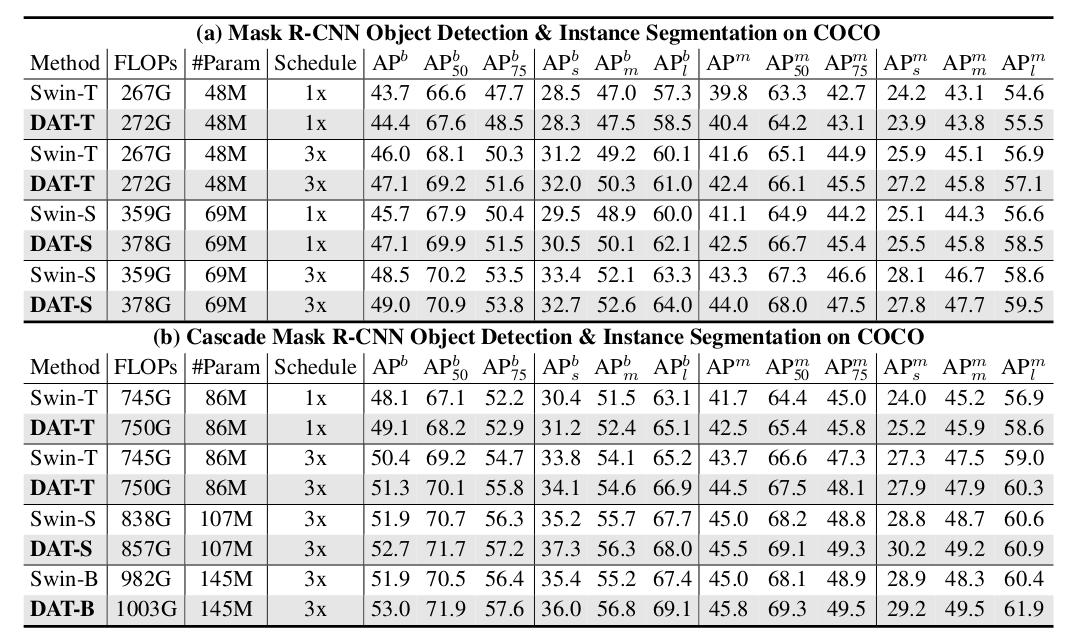 (a) Mask R-CNN Object Detection & Instance Segmentation on COCO
Method FLOPs #Param Schedule AP^b AP^b_50 AP^b_75 AP^b_s AP^b_m AP^b_l AP^m AP^m_50 AP^m_75 AP^m_s AP^m_m AP^m_l
Swin-T 267G 48M 1x 43.7 66.6 47.7 28.5 47.0 57.3 39.8 63.3 42.7 24.2 43.1 54.6
DAT-T 272G 48M 1x 44.4 67.6 48.5 28.3 47.5 58.5 40.4 64.2 43.1 23.9 43.8 55.5
Swin-T 267G 48M 3x 46.0 68.1 50.3 31.2 49.2 60.1 41.6 65.1 44.9 25.9 45.1 56.9
DAT-T 272G 48M 3x 47.1 69.2 51.6 32.0 50.3 61.0 42.4 66.1 45.5 27.2 45.8 57.1
Swin-S 359G 69M 1x 45.7 67.9 50.4 29.5 48.9 60.0 41.1 64.9 44.2 25.1 44.3 56.6
DAT-S 378G 69M 1x 47.1 69.9 51.5 30.5 50.1 62.1 42.5 66.7 45.4 25.5 45.8 58.5
Swin-S 359G 69M 3x 48.5 70.2 53.5 33.4 52.1 63.3 43.3 67.3 46.6 28.1 46.7 58.6
DAT-S 378G 69M 3x 49.0 70.9 53.8 32.7 52.6 64.0 44.0 68.0 47.5 27.8 47.7 59.5
(b) Cascade Mask R-CNN Object Detection & Instance Segmentation on COCO
Method FLOPs #Param Schedule AP^b AP^b_50 AP^b_75 AP^b_s AP^b_m AP^b_l AP^m AP^m_50 AP^m_75 AP^m_s AP^m_m AP^m_l
Swin-T 745G 86M 1x 48.1 67.1 52.2 30.4 51.5 63.1 41.7 64.4 45.0 24.0 45.2 56.9
DAT-T 750G 86M 1x 49.1 68.2 52.9 31.2 52.4 65.1 42.5 65.4 45.8 25.2 45.9 58.6
Swin-T 745G 86M 3x 50.4 69.2 54.7 33.8 54.1 65.2 43.7 66.6 47.3 27.3 47.5 59.0
DAT-T 750G 86M 3x 51.3 70.1 55.8 34.1 54.6 66.9 44.5 67.5 48.1 27.9 47.9 60.3
Swin-S 838G 107M 3x 51.9 70.7 56.3 35.2 55.7 67.7 45.0 68.2 48.8 28.8 48.7 60.6
DAT-S 857G 107M 3x 52.7 71.7 57.2 37.3 56.3 68.0 45.5 69.1 49.3 30.2 49.2 60.9
Swin-B 982G 145M 3x 51.9 70.5 56.4 35.4 55.2 67.4 45.0 68.1 48.9 28.9 48.3 60.4
DAT-B 1003G 145M 3x 53.0 71.9 57.6 36.0 56.8 69.1 45.8 69.3 49.5 29.2 49.5 61.9